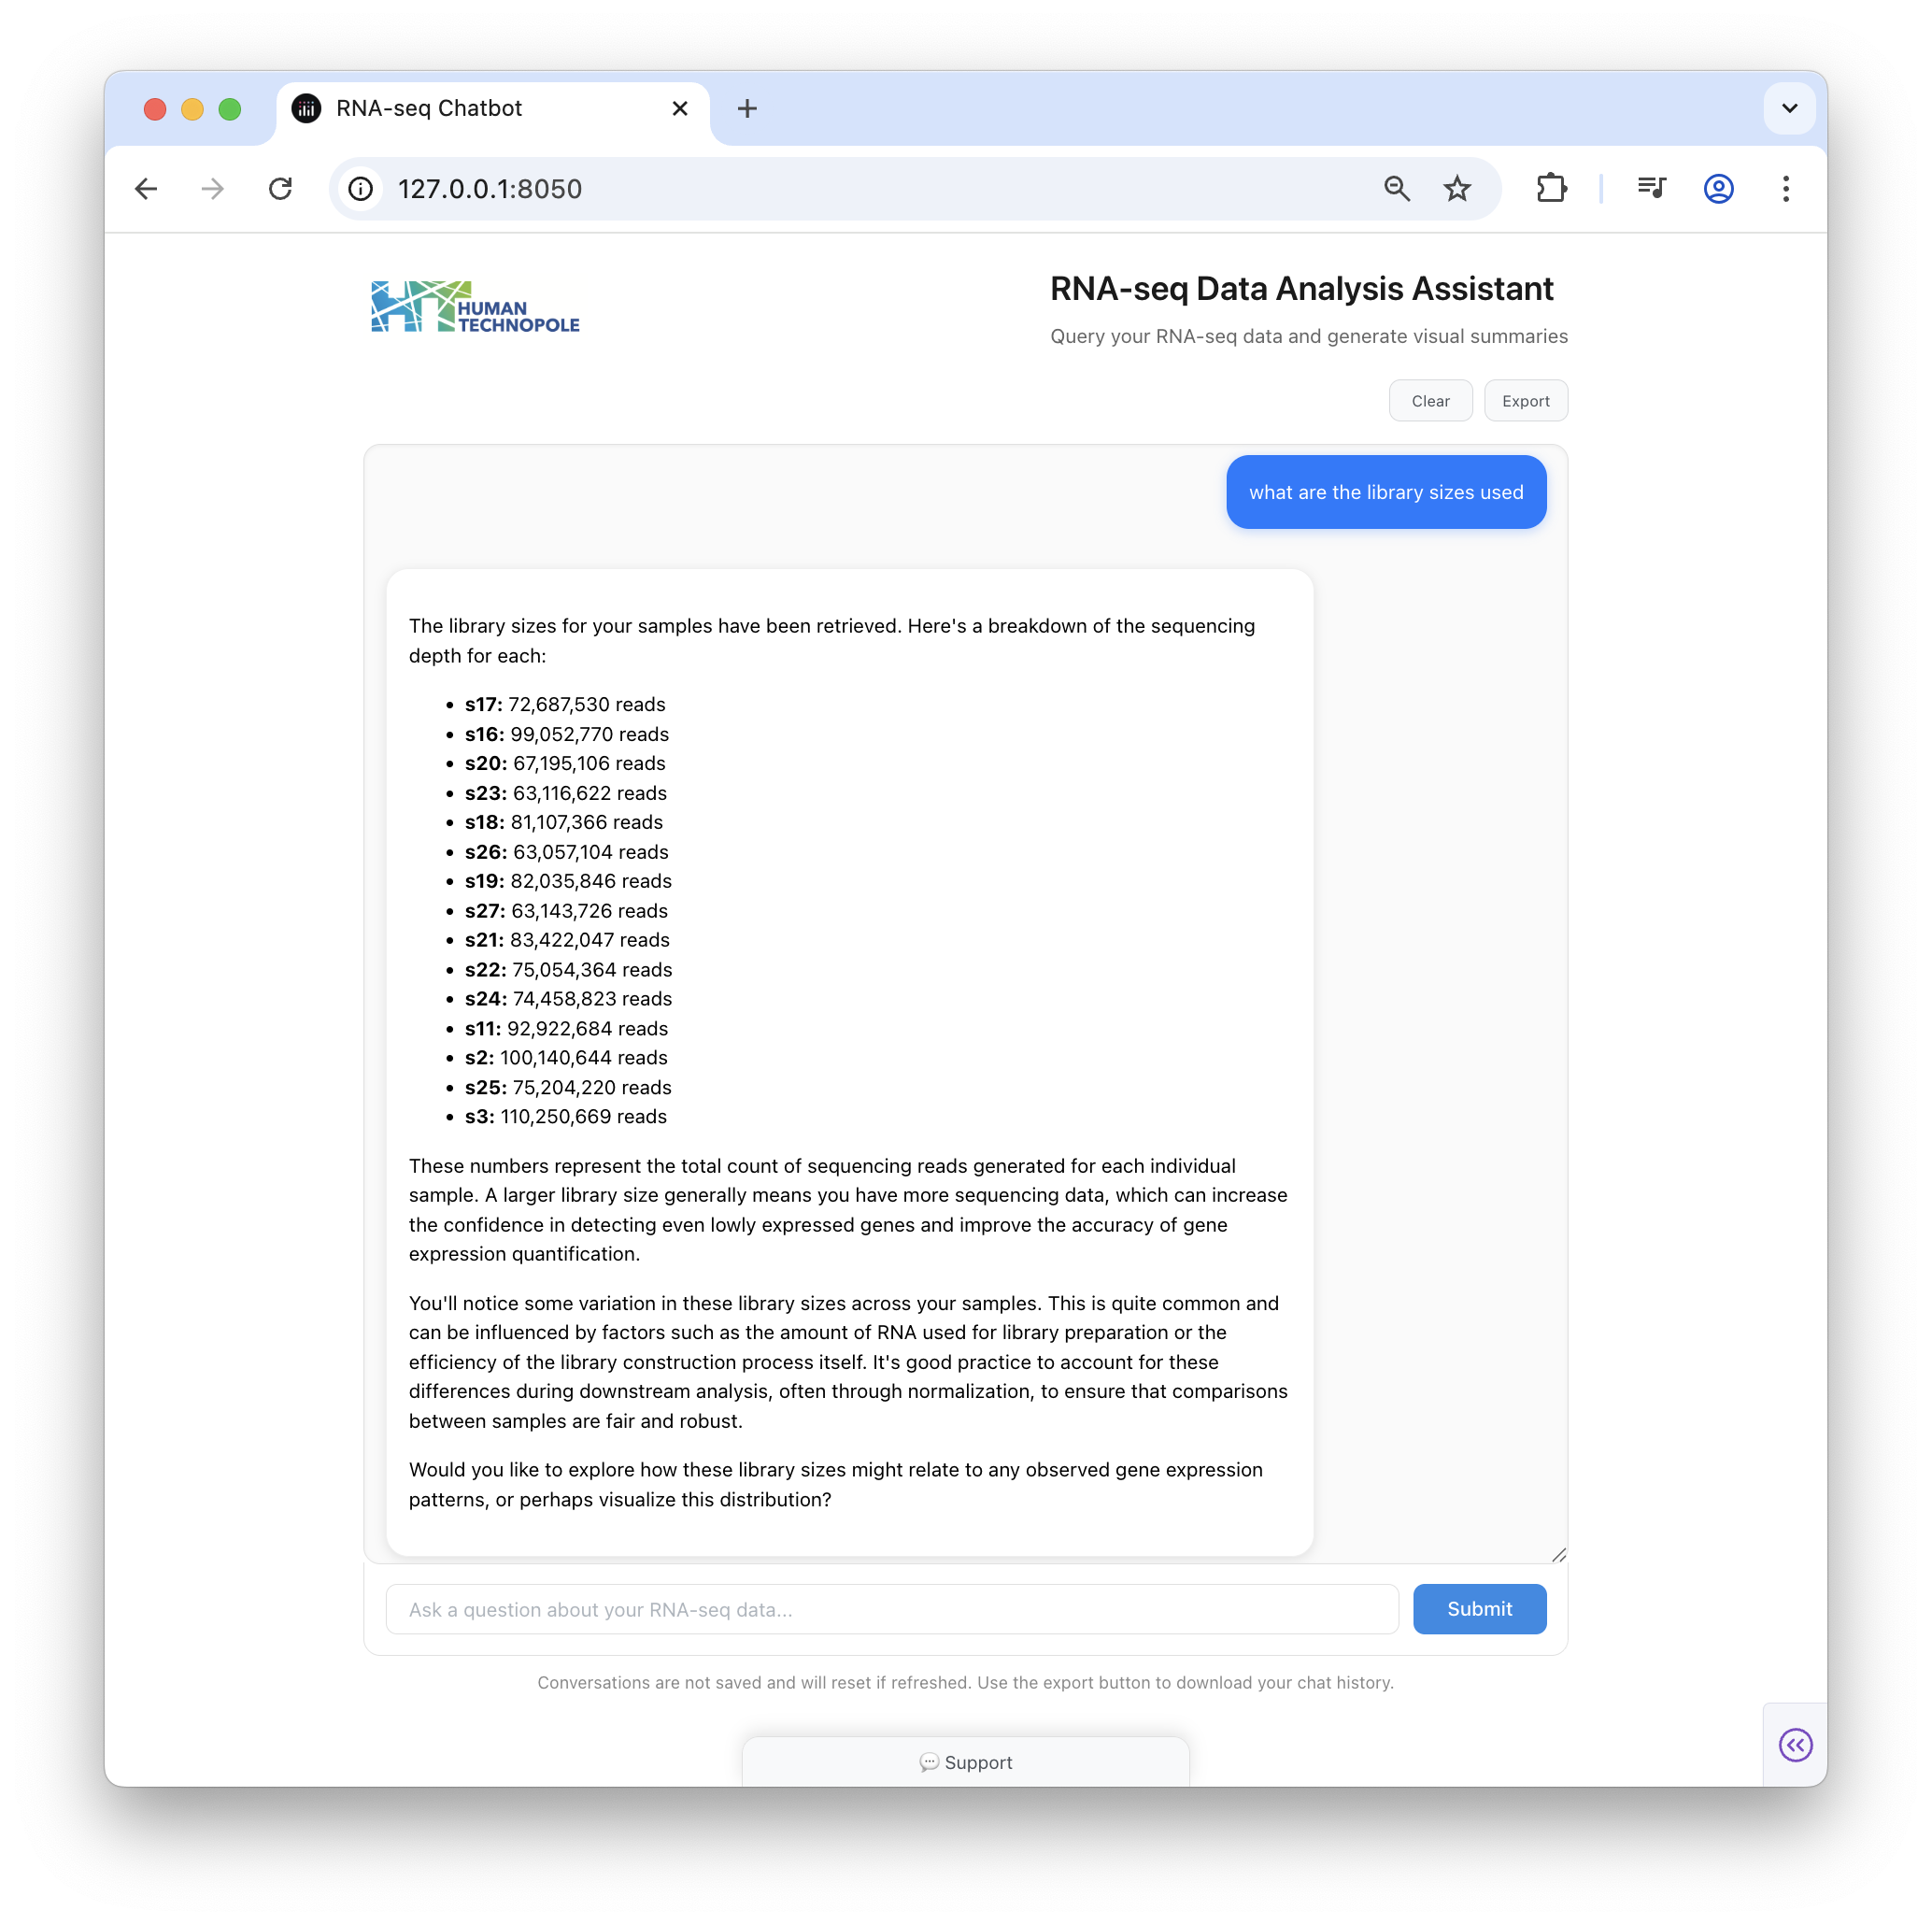 RNA-seq Chatbot
127.0.0.1:8050
HUMAN
TECHNOPOLE
RNA-seq Data Analysis Assistant
Query your RNA-seq data and generate visual summaries
Clear Export
what are the library sizes used
The library sizes for your samples have been retrieved. Here's a breakdown of the sequencing
depth for each:
• s17: 72,687,530 reads
• s16: 99,052,770 reads
• s20: 67,195,106 reads
• s23: 63,116,622 reads
• s18: 81,107,366 reads
• s26: 63,057,104 reads
• s19: 82,035,846 reads
• s27: 63,143,726 reads
• s21: 83,422,047 reads
• s22: 75,054,364 reads
• s24: 74,458,823 reads
• s11: 92,922,684 reads
• s2: 100,140,644 reads
• s25: 75,204,220 reads
• s3: 110,250,669 reads
These numbers represent the total count of sequencing reads generated for each individual
sample. A larger library size generally means you have more sequencing data, which can increase
the confidence in detecting even lowly expressed genes and improve the accuracy of gene
expression quantification.
You'll notice some variation in these library sizes across your samples. This is quite common and
can be influenced by factors such as the amount of RNA used for library preparation or the
efficiency of the library construction process itself. It's good practice to account for these
differences during downstream analysis, often through normalization, to ensure that comparisons
between samples are fair and robust.
Would you like to explore how these library sizes might relate to any observed gene expression
patterns, or perhaps visualize this distribution?
Ask a question about your RNA-seq data...
Submit
Conversations are not saved and will reset if refreshed. Use the export button to download your chat history.
Support